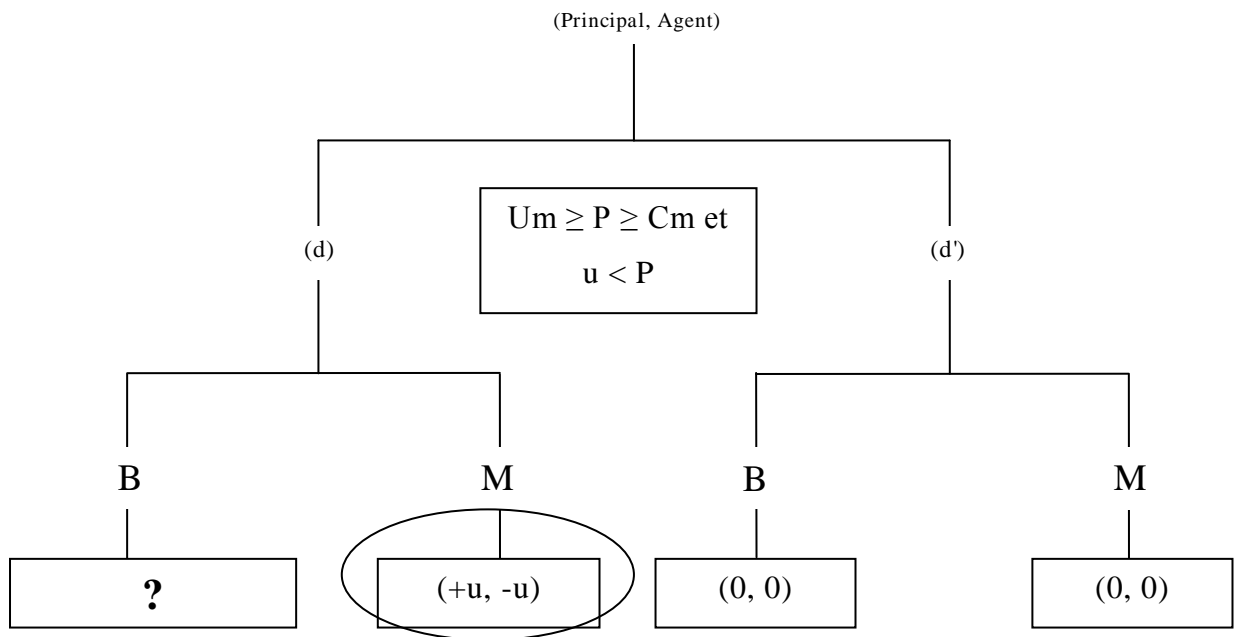 (Principal, Agent)
Um ≥ P ≥ Cm et
u < P
(d)
(d')
B
M
B
M
?
(+u, -u)
(0, 0)
(0, 0)